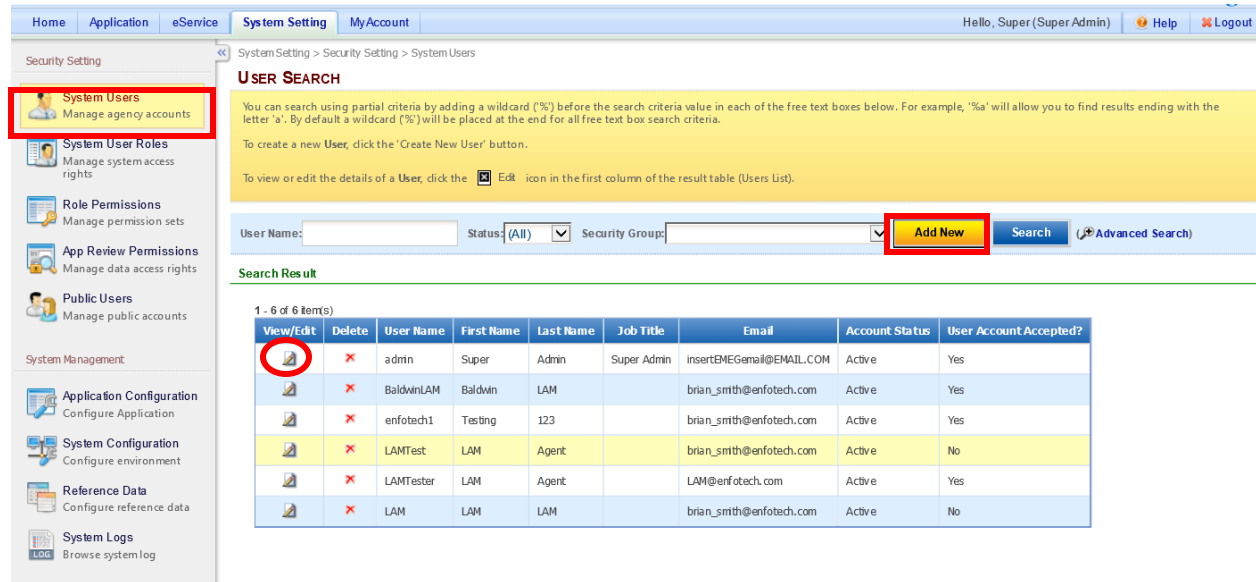 Home Application eService System Setting My Account Hello, Super (Super Admin) Help Logout
Security Setting
System Users
Manage agency accounts
System User Roles
Manage system access
rights
Role Permissions
Manage permission sets
App Review Permissions
Manage data access rights
Public Users
Manage public accounts
System Management
Application Configuration
Configure Application
System Configuration
Configure environment
Reference Data
Configure reference data
LOG
System Logs
Browse system log
System Setting > Security Setting > System Users
USER SEARCH
You can search using partial criteria by adding a wildcard ('%') before the search criteria value in each of the free text boxes below. For example, '%a' will allow you to find results ending with the
letter 'a'. By default a wildcard ('%') will be placed at the end for all free text box search criteria.
To create a new User, click the 'Create New User' button.
To view or edit the details of a User, click the Edit icon in the first column of the result table (Users List).
User Name: Status: (All) Security Group: Add New Search (Advanced Search)
Search Result
1 - 6 of 6 item(s)
View/Edit Delete User Name First Name Last Name Job Title Email Account Status User Account Accepted?
admin Super Admin Super Admin insertEMEGemail@EMAIL.COM Active Yes
BaldwinLAM Baldwin LAM brian_smith@enfotech.com Active Yes
enfotech1 Testing 123 brian_smith@enfotech.com Active Yes
LAMTest LAM Agent brian_smith@enfotech.com Active No
LAMTester LAM Agent LAM@enfotech.com Active Yes
LAM LAM LAM brian_smith@enfotech.com Active No